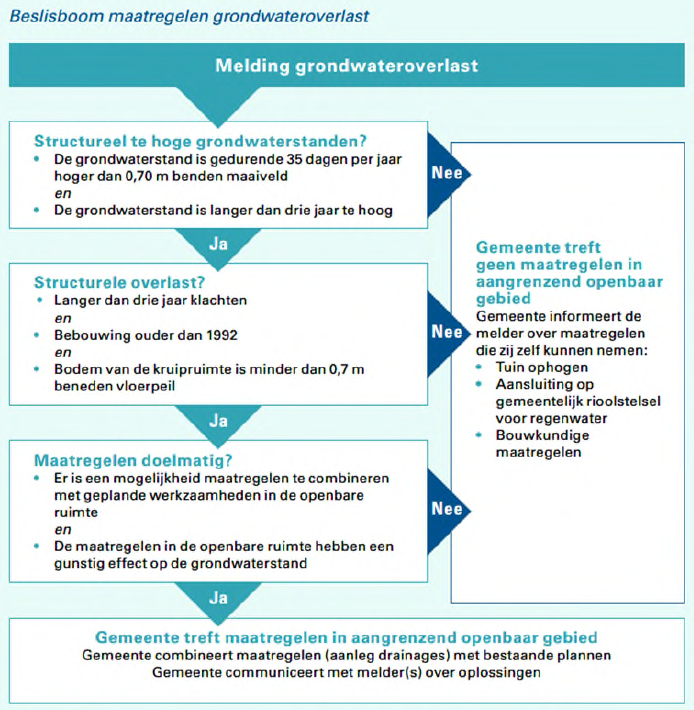 Beslisboom maatregelen grondwateroverlast
Melding grondwateroverlast
Structureel te hoge grondwaterstanden?
• De grondwaterstand is gedurende 35 dagen per jaar
hoger dan 0,70 m benden maaiveld
en
• De grondwaterstand is langer dan drie jaar te hoog
Nee
Ja
Structurele overlast?
• Langer dan drie jaar klachten
en
• Bebouwing ouder dan 1992
en
• Bodem van de kruipruimte is minder dan 0,7 m
beneden vloerpeil
Nee
Ja
Maatregelen doelmatig?
• Er is een mogelijkheid maatregelen te combineren
met geplande werkzaamheden in de openbare
ruimte
en
• De maatregelen in de openbare ruimte hebben een
gunstig effect op de grondwaterstand
Nee
Ja
Gemeente treft
geen maatregelen in
aangrenzend openbaar
gebied
Gemeente informeert de
melder over maatregelen
die zij zelf kunnen nemen:
• Tuin ophogen
• Aansluiting op
gemeentelijk rioolstelsel
voor regenwater
• Bouwkundige
maatregelen
Gemeente treft maatregelen in aangrenzend openbaar gebied
Gemeente combineert maatregelen (aanleg drainages) met bestaande plannen
Gemeente communiceert met melder(s) over oplossingen